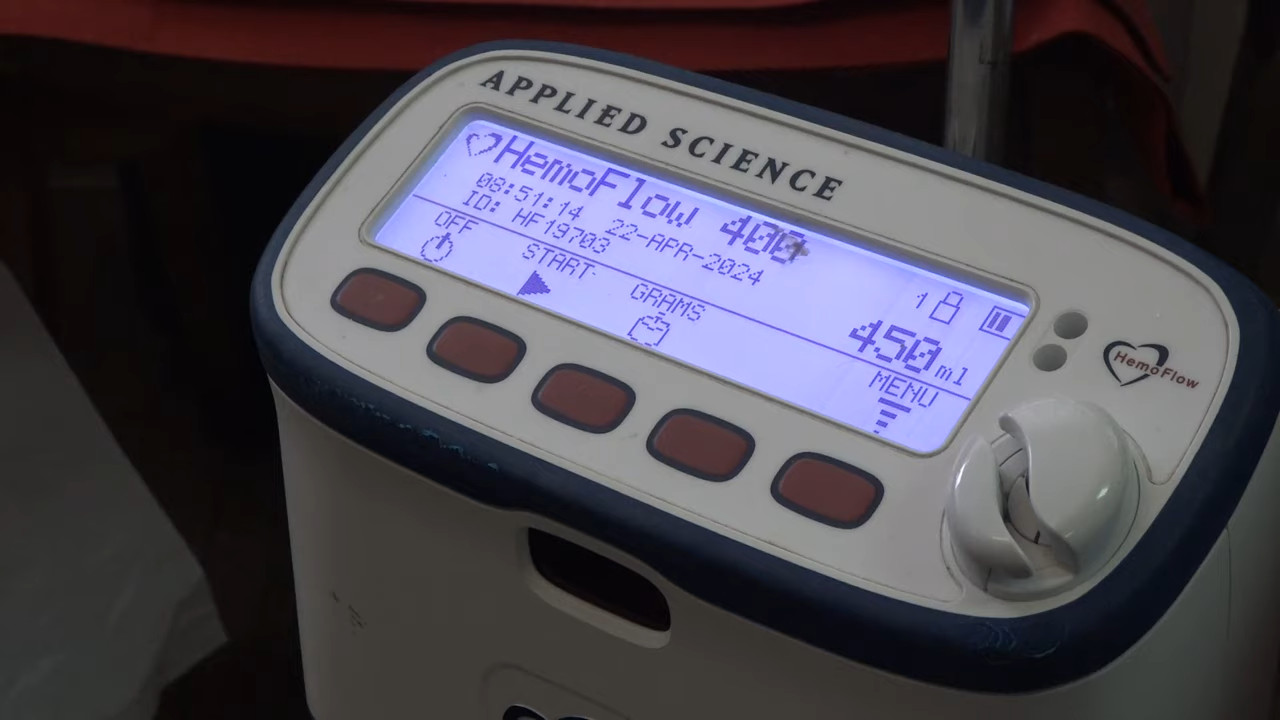 APPLIED SCIENCE
HemoFlow 400
08:51:14 22-APR-2024
ID: HF19703
1
450ml
OFF START GRAMS MENU
HemoFlow